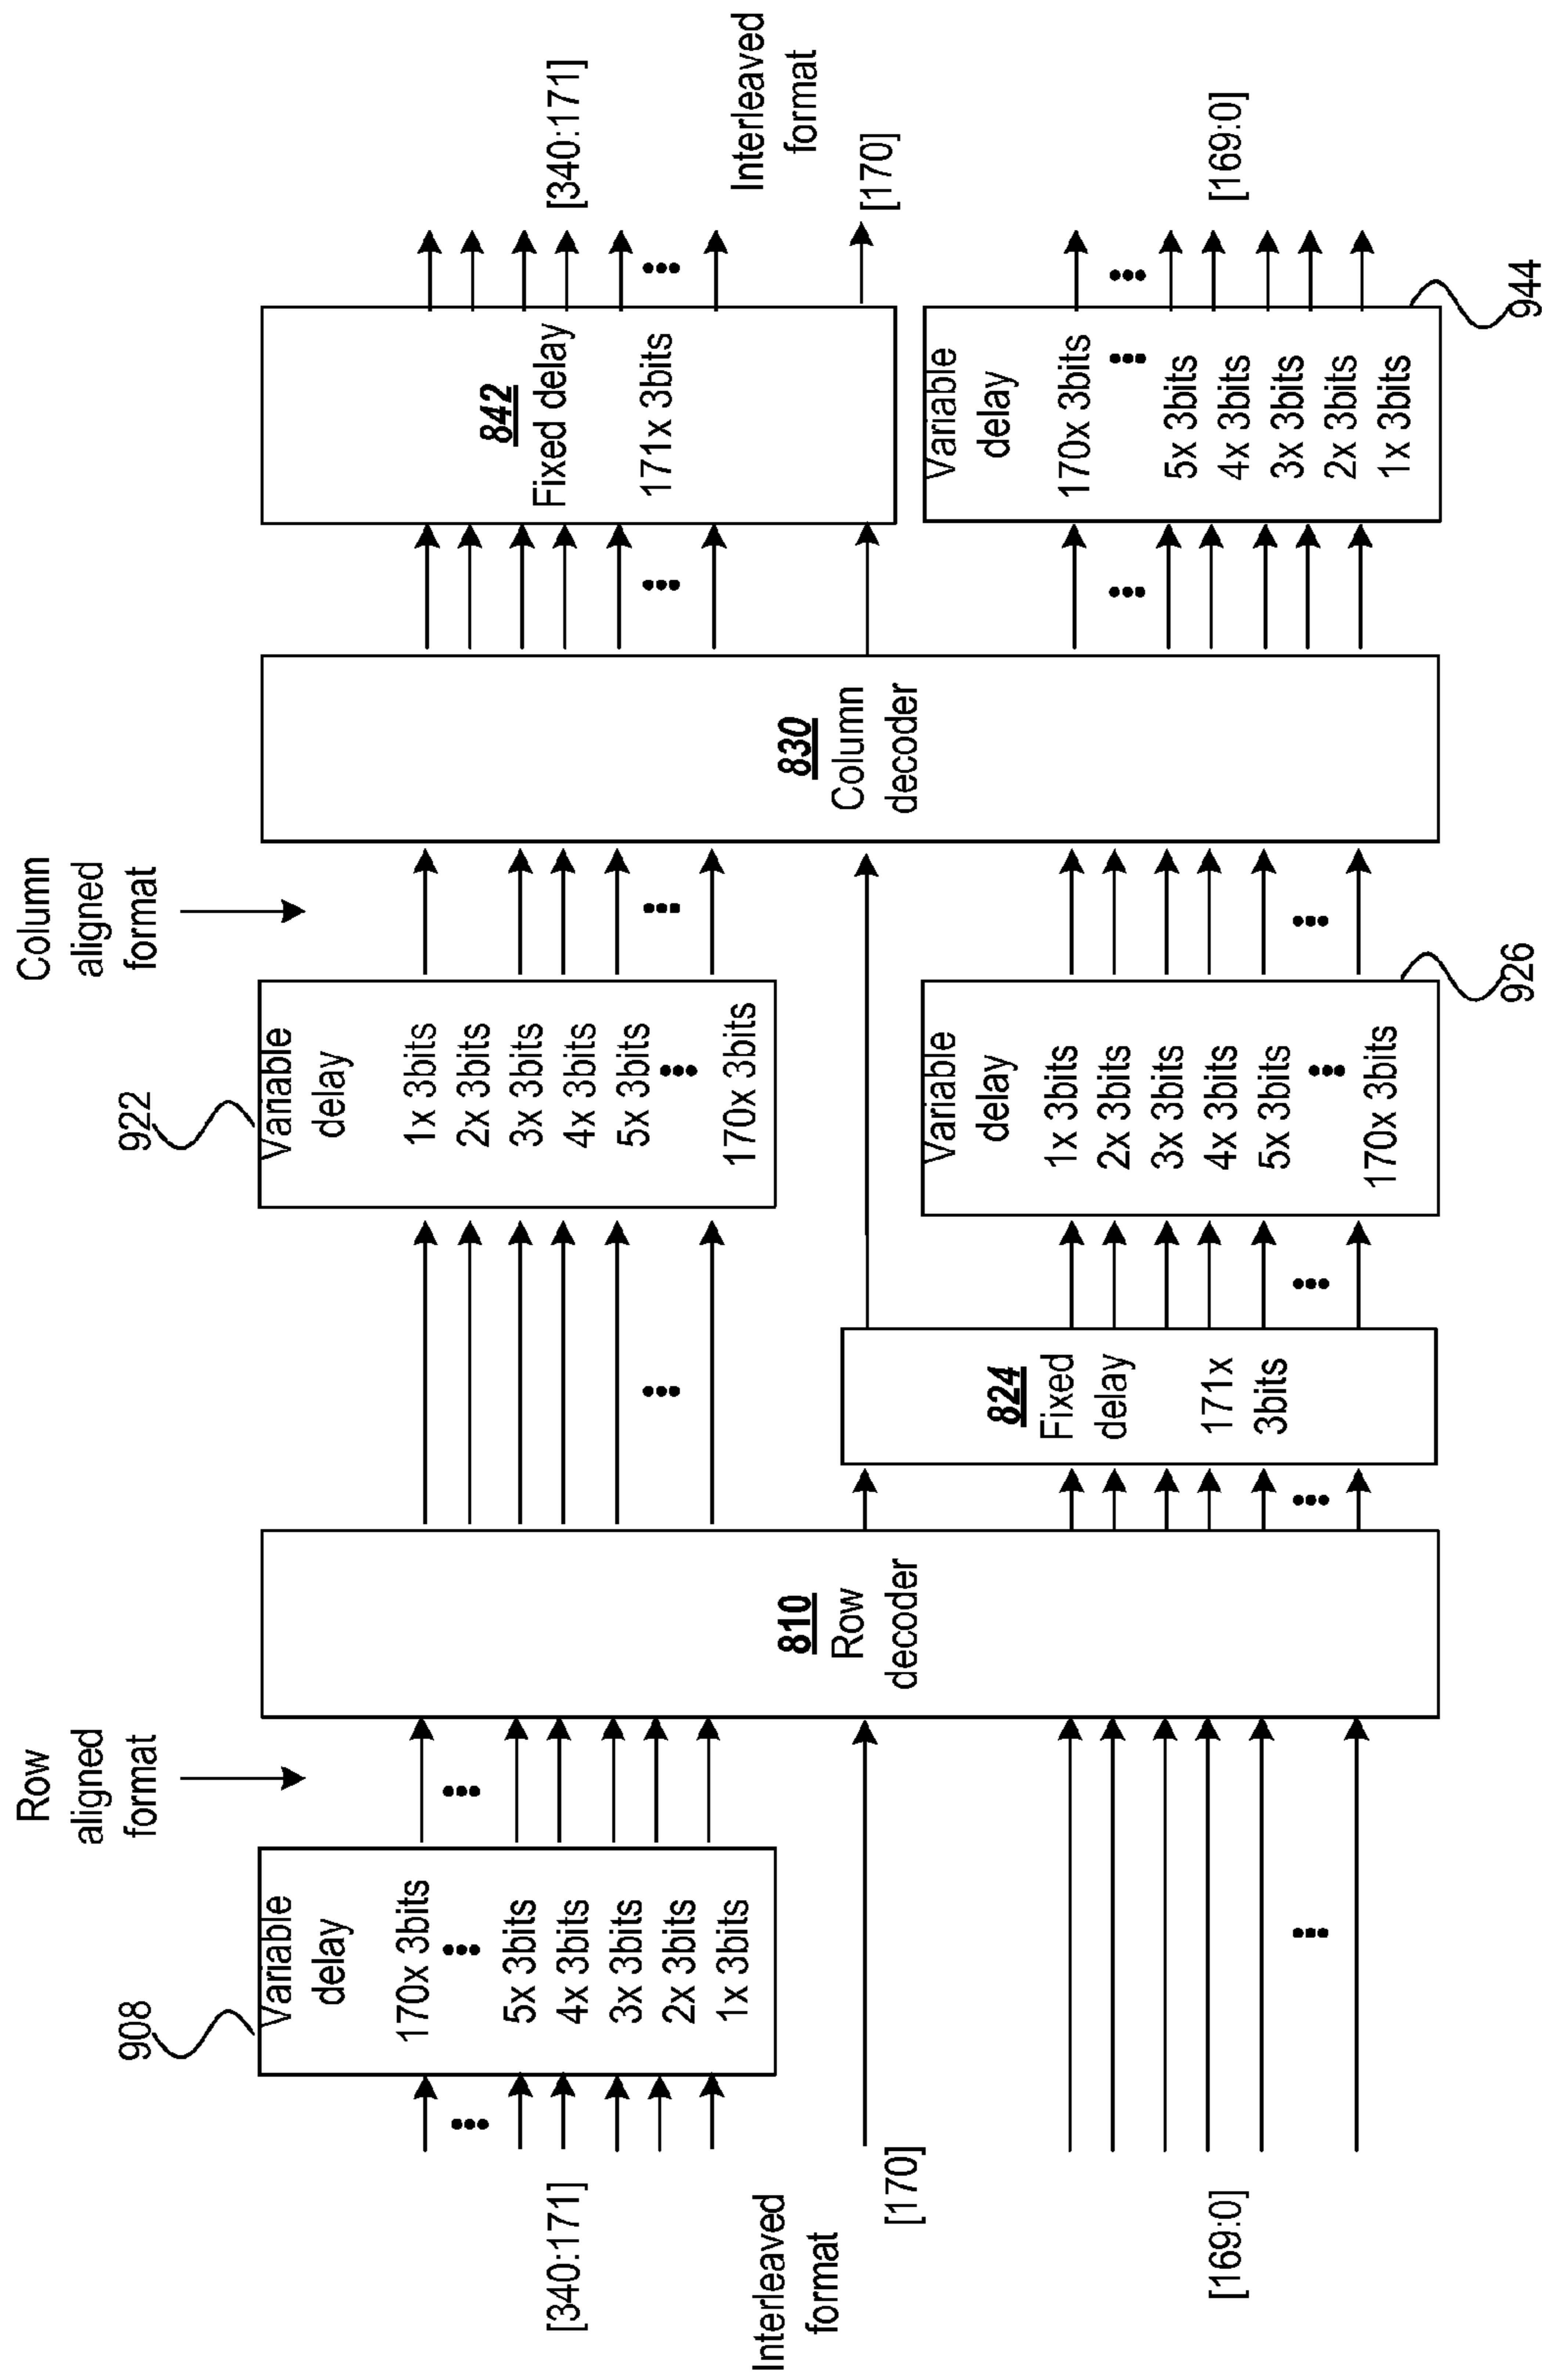 Interleaved
format
[340:171]
[170]
[169:0]
908
Variable
delay
170x 3bits
5x 3bits
4x 3bits
3x 3bits
2x 3bits
1x 3bits
Row
aligned
format
810
Row
decoder
824
Fixed
delay
171x
3bits
922
Variable
delay
1x 3bits
2x 3bits
3x 3bits
4x 3bits
5x 3bits
170x 3bits
Variable
delay
1x 3bits
2x 3bits
3x 3bits
4x 3bits
5x 3bits
170x 3bits
926
Column
aligned
format
830
Column
decoder
842
Fixed delay
171x 3bits
Variable
delay
170x 3bits
5x 3bits
4x 3bits
3x 3bits
2x 3bits
1x 3bits
944
[340:171]
Interleaved
format
[170]
[169:0]